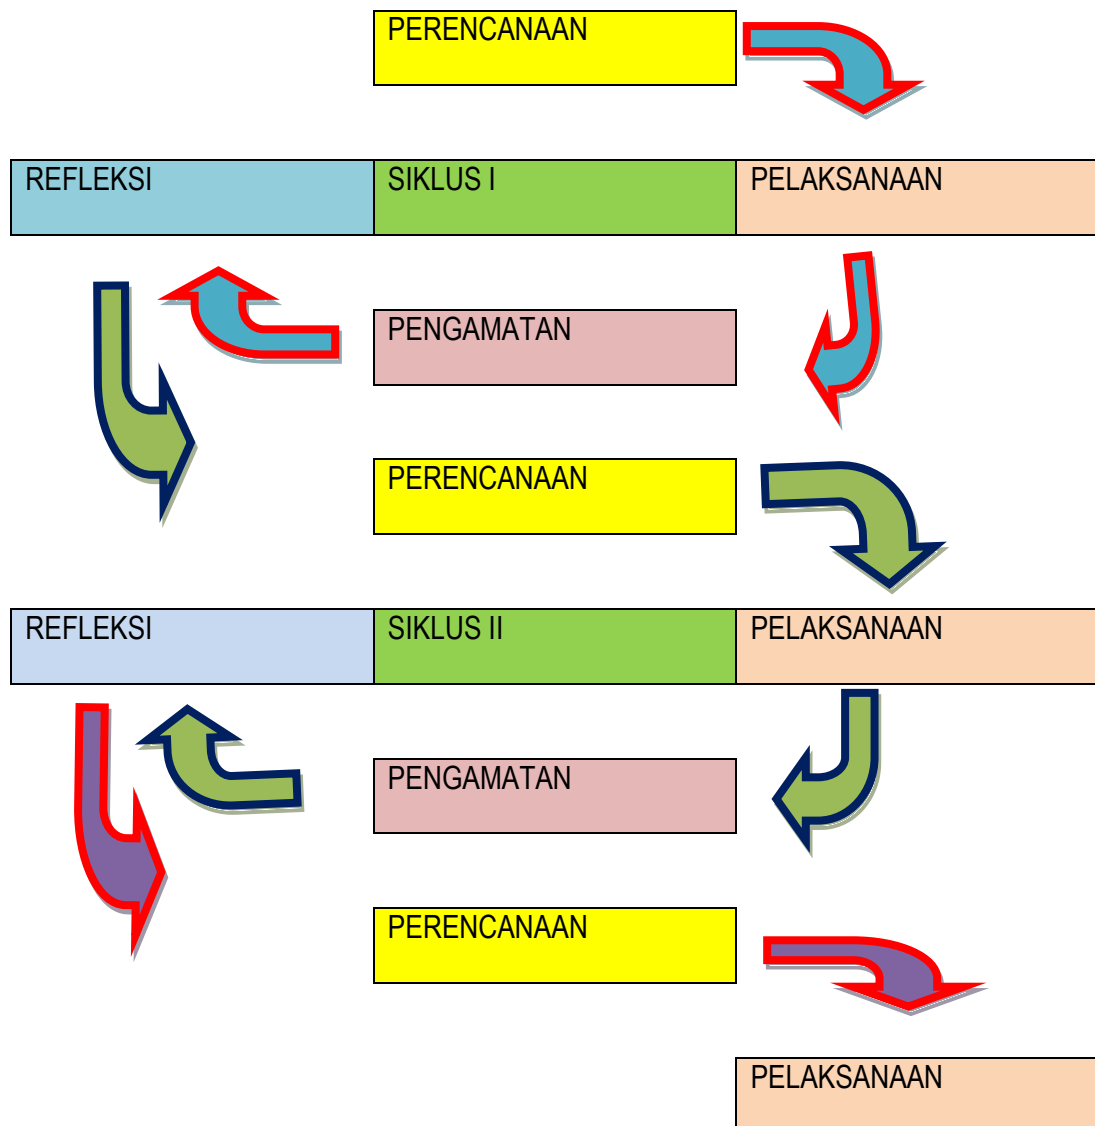 PERENCANAAN
REFLEKSI
SIKLUS I
PELAKSANAAN
PENGAMATAN
PERENCANAAN
REFLEKSI
SIKLUS II
PELAKSANAAN
PENGAMATAN
PERENCANAAN
PELAKSANAAN